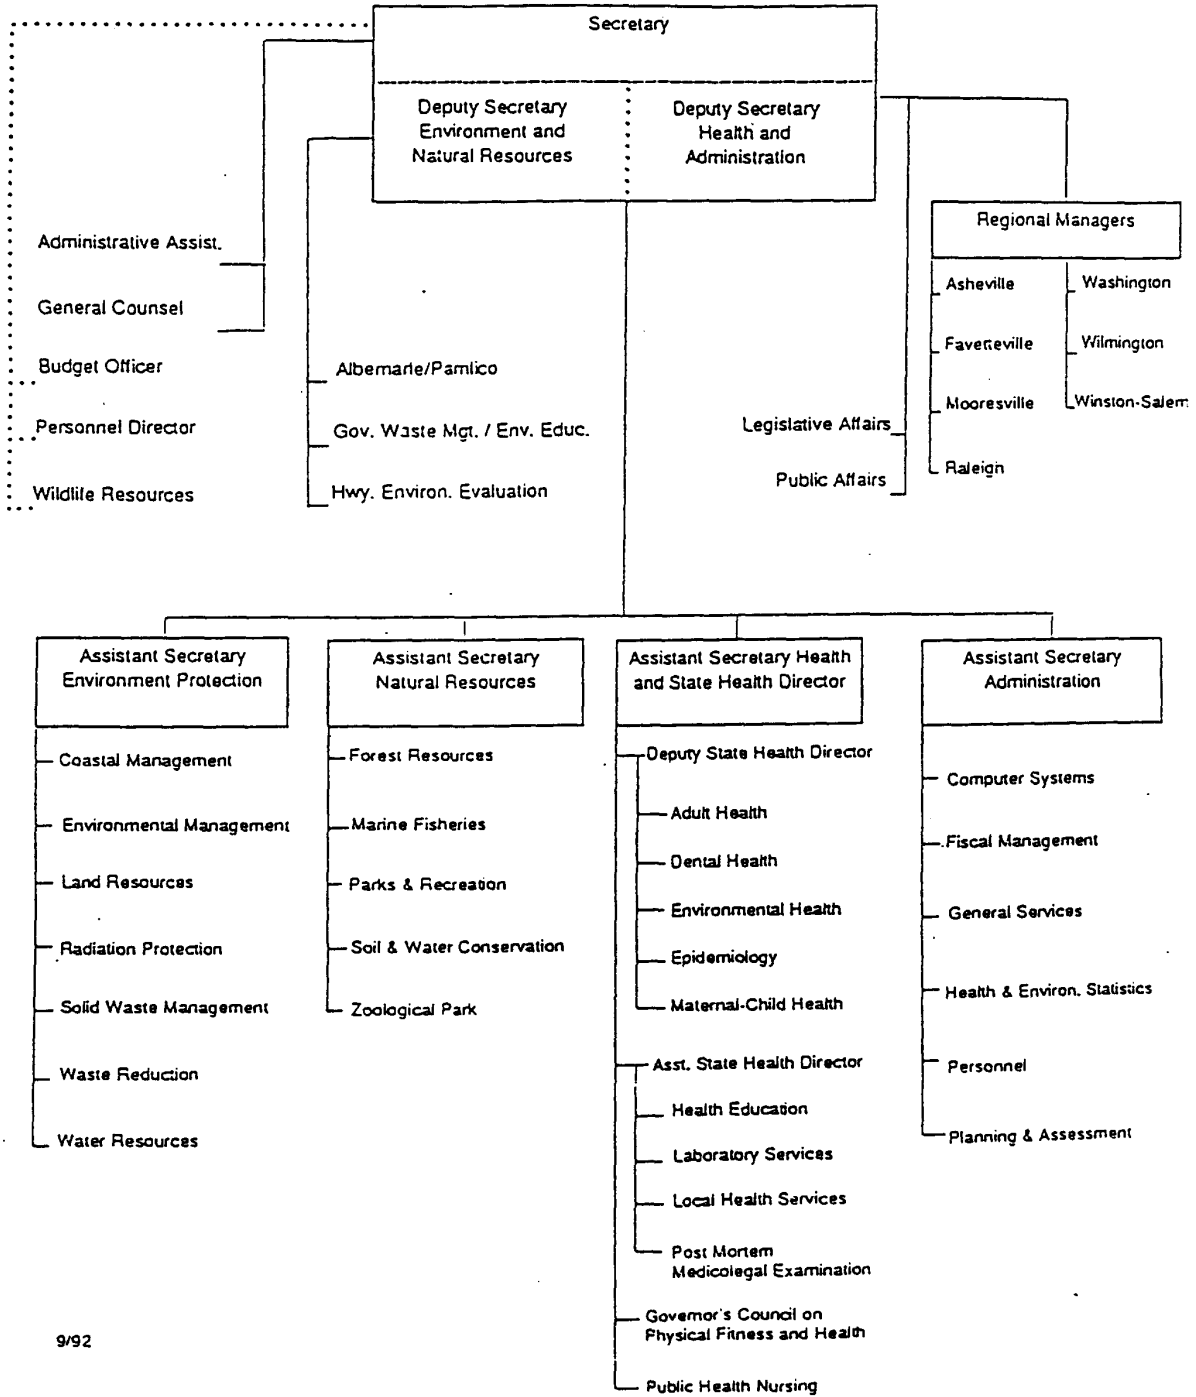 Secretary
Deputy Secretary
Environment and
Natural Resources
Deputy Secretary
Health and
Administration
Administrative Assist.
General Counsel
Budget Officer
Personnel Director
Wildlife Resources
Albemarle/Pamlico
Gov. Waste Mgt. / Env. Educ.
Hwy. Environ. Evaluation
Legislative Affairs
Public Affairs
Regional Managers
Asheville
Fayetteville
Mooresville
Raleigh
Washington
Wilmington
Winston-Salem
Assistant Secretary
Environment Protection
Coastal Management
Environmental Management
Land Resources
Radiation Protection
Solid Waste Management
Waste Reduction
Water Resources
Assistant Secretary
Natural Resources
Forest Resources
Marine Fisheries
Parks & Recreation
Soil & Water Conservation
Zoological Park
Assistant Secretary Health
and State Health Director
Deputy State Health Director
Adult Health
Dental Health
Environmental Health
Epidemiology
Maternal-Child Health
Asst. State Health Director
Health Education
Laboratory Services
Local Health Services
Post Mortem
Medicolegal Examination
Governor's Council on
Physical Fitness and Health
Public Health Nursing
Assistant Secretary
Administration
Computer Systems
Fiscal Management
General Services
Health & Environ. Statistics
Personnel
Planning & Assessment
9/92